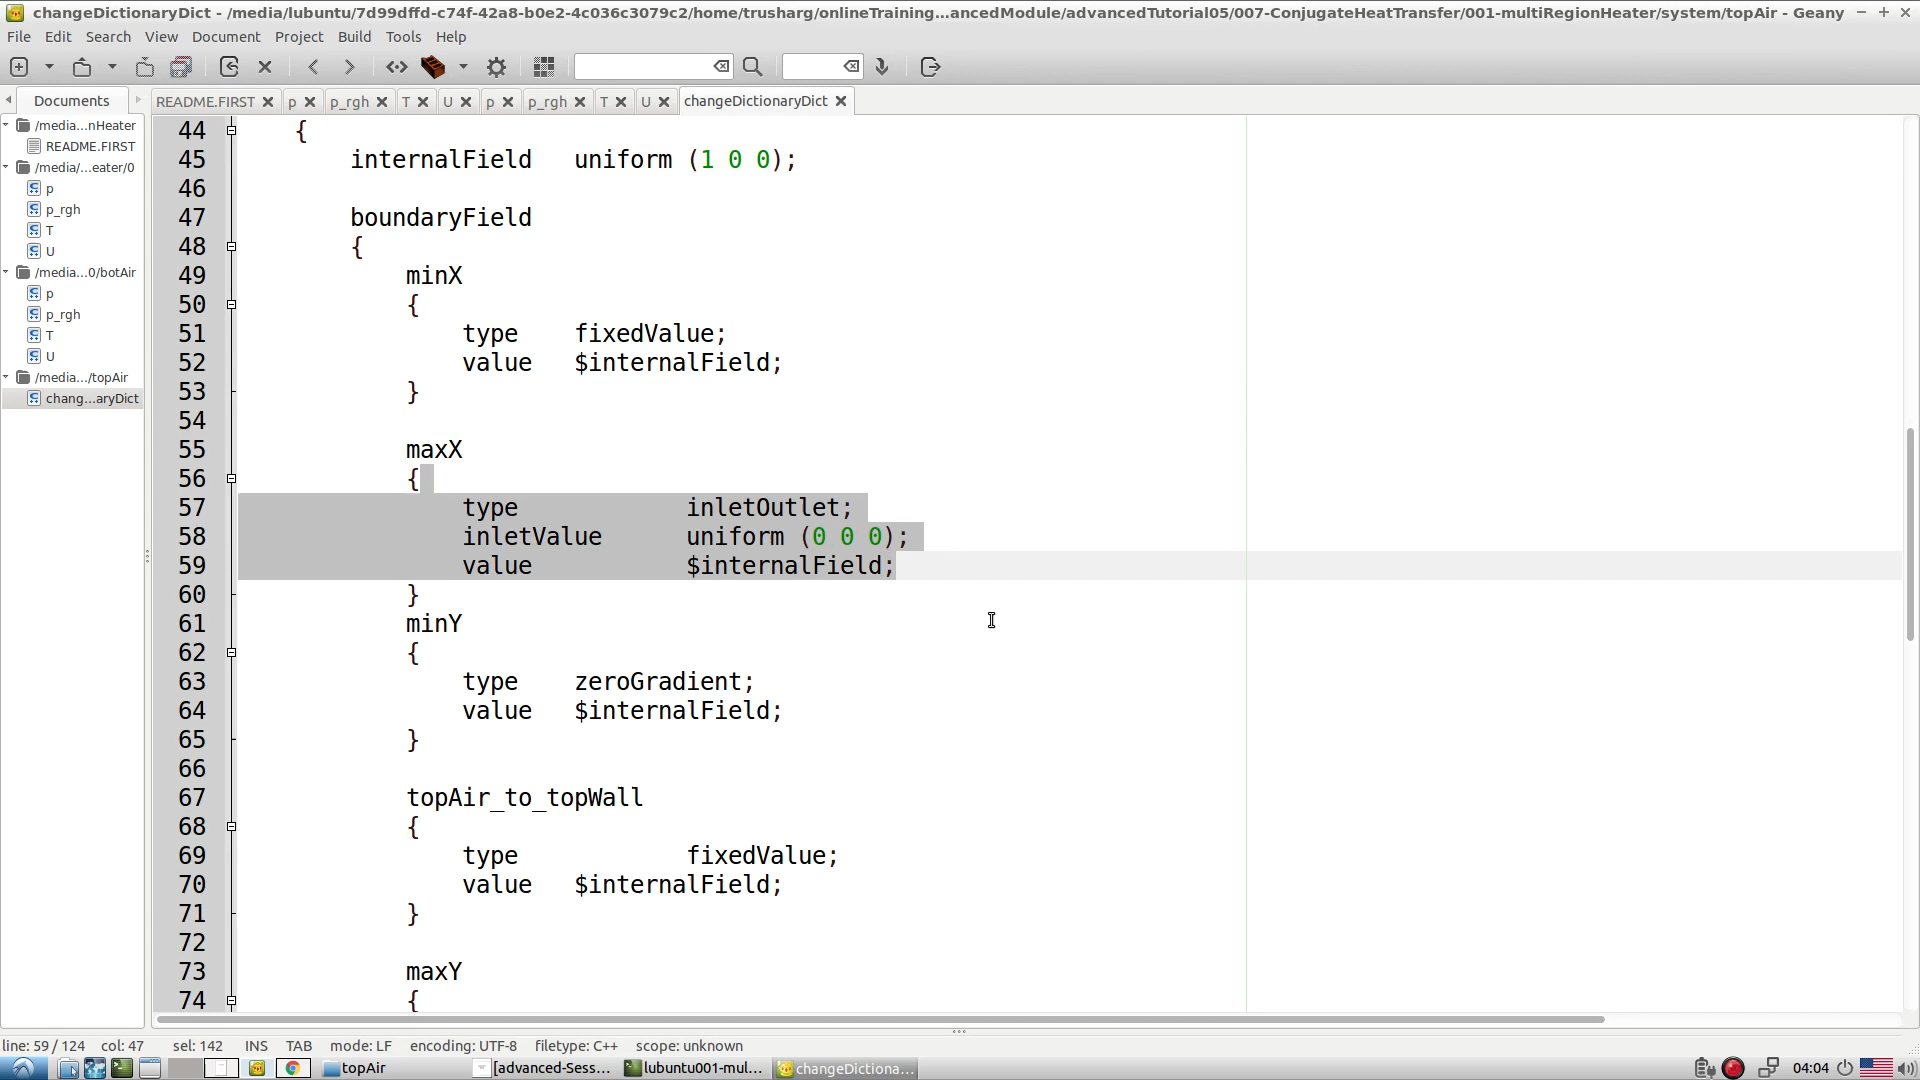 changeDictionaryDict - /media/lubuntu/7d99dffd-c74f-42a8-b0e2-4c036c3079c2/home/trusharg/onlineTraining...ancedModule/advancedTutorial05/007-ConjugateHeatTransfer/001-multiRegionHeater/system/topAir - Geany
File Edit Search View Document Project Build Tools Help
Documents README.FIRST p p_rgh T U p p_rgh T U changeDictionaryDict
/media...nHeater
README.FIRST
/media/...eater/0
p
p_rgh
T
U
/media...0/botAir
p
p_rgh
T
U
/media.../topAir
chang...aryDict
44 {
45 internalField uniform (1 0 0);
46
47 boundaryField
48 {
49 minX
50 {
51 type fixedValue;
52 value $internalField;
53 }
54
55 maxX
56 {
57 type inletOutlet;
58 inletValue uniform (0 0 0);
59 value $internalField;
60 }
61 minY
62 {
63 type zeroGradient;
64 value $internalField;
65 }
66
67 topAir_to_topWall
68 {
69 type fixedValue;
70 value $internalField;
71 }
72
73 maxY
74 {
line: 59 / 124 col: 47 sel: 142 INS TAB mode: LF encoding: UTF-8 filetype: C++ scope: unknown
topAir [advanced-Sess... lubuntu001-mul... changeDictiona... 04:04